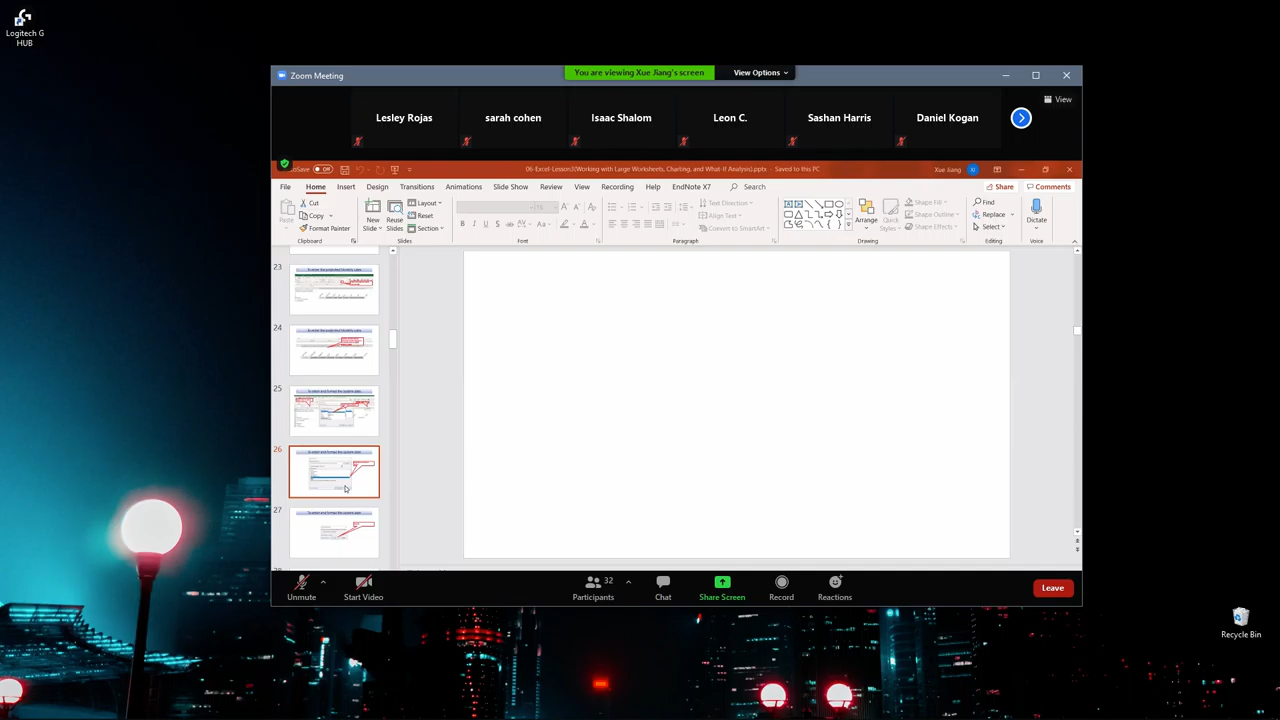 Logitech G
HUB
Zoom Meeting
You are viewing Xue Jiang's screen
View Options
View
Lesley Rojas
sarah cohen
Isaac Shalom
Leon C.
Sashan Harris
Daniel Kogan
Off
06-Excel-Lesson3(Working with Large Worksheets, Charting, and What-If Analysis).pptx - Saved to this PC
Xue Jiang
XJ
File Home Insert Design Transitions Animations Slide Show Review View Recording Help EndNote X7 Search
Share
Comments
Paste
Cut
Copy
Format Painter
Clipboard
New
Slide
Reuse
Slides
Layout
Reset
Section
Slides
Font
Text Direction
Align Text
Convert to SmartArt
Paragraph
Arrange
Quick
Styles
Shape Fill
Shape Outline
Shape Effects
Drawing
Find
Replace
Select
Editing
Dictate
Voice
23
24
25
26
27
Unmute
Start Video
32
Participants
Chat
Share Screen
Record
Reactions
Leave
Recycle Bin